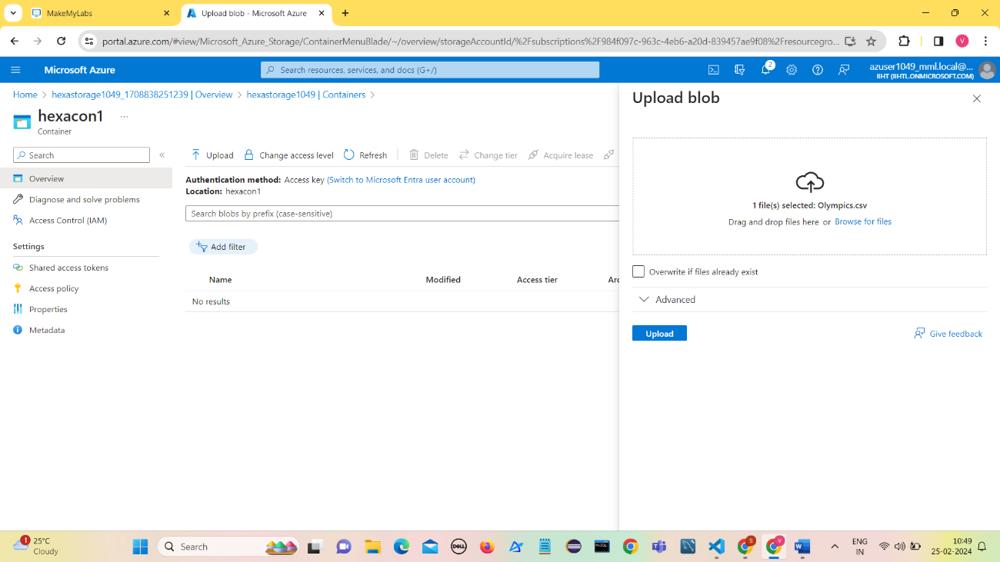 MakeMyLabs
Upload blob - Microsoft Azure
portal.azure.com/#view/Microsoft_Azure_Storage/ContainerMenuBlade/~/overview/storageAccountId/%2Fsubscriptions%2F984f097c-963c-4eb6-a20d-839457ae9f08%2Fresourcegro...
V
Microsoft Azure
Search resources, services, and docs (G+/)
2
azuser1049_mml.local@...
IIHT (IIHTL.ONMICROSOFT.COM)
Home > hexastorage1049_1708838251239 | Overview > hexastorage1049 | Containers >
hexacon1 ...
Container
Search
«
Overview
Diagnose and solve problems
Access Control (IAM)
Settings
Shared access tokens
Access policy
Properties
Metadata
Upload
Change access level
Refresh
Delete
Change tier
Acquire lease
Authentication method: Access key (Switch to Microsoft Entra user account)
Location: hexacon1
Search blobs by prefix (case-sensitive)
Add filter
Name Modified Access tier Arc
No results
Upload blob
1 file(s) selected: Olympics.csv
Drag and drop files here or Browse for files
Overwrite if files already exist
Advanced
Upload
Give feedback
1
25°C
Cloudy
Search
DELL
S
V
W
ENG
IN
10:49
25-02-2024